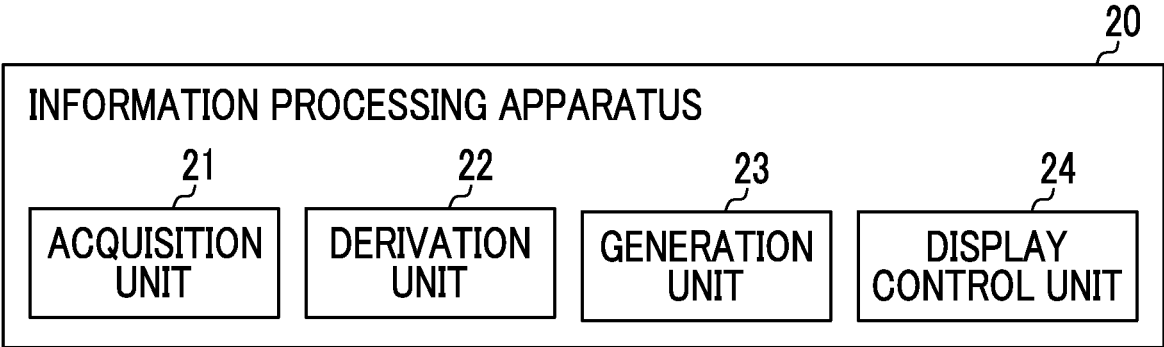 20
INFORMATION PROCESSING APPARATUS
21
22
23
24
ACQUISITION
UNIT
DERIVATION
UNIT
GENERATION
UNIT
DISPLAY
CONTROL UNIT